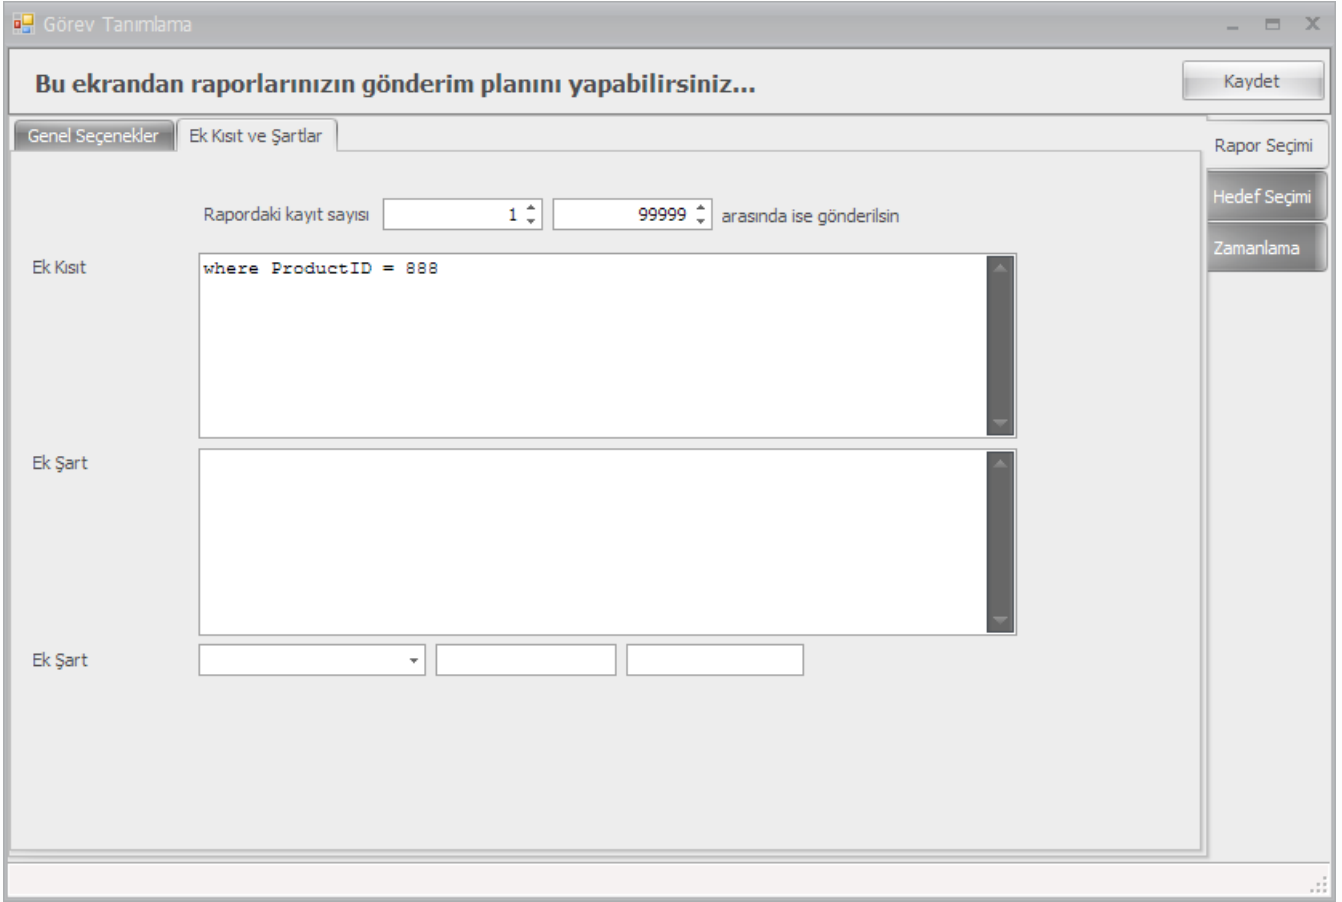 Görev Tanımlama
Bu ekrandan raporlarınızın gönderim planını yapabilirsiniz...
Kaydet
Genel Seçenekler
Ek Kısıt ve Şartlar
Rapor Seçimi
Hedef Seçimi
Zamanlama
Rapordaki kayıt sayısı 1 99999 arasında ise gönderilsin
Ek Kısıt
where ProductID = 888
Ek Şart
Ek Şart